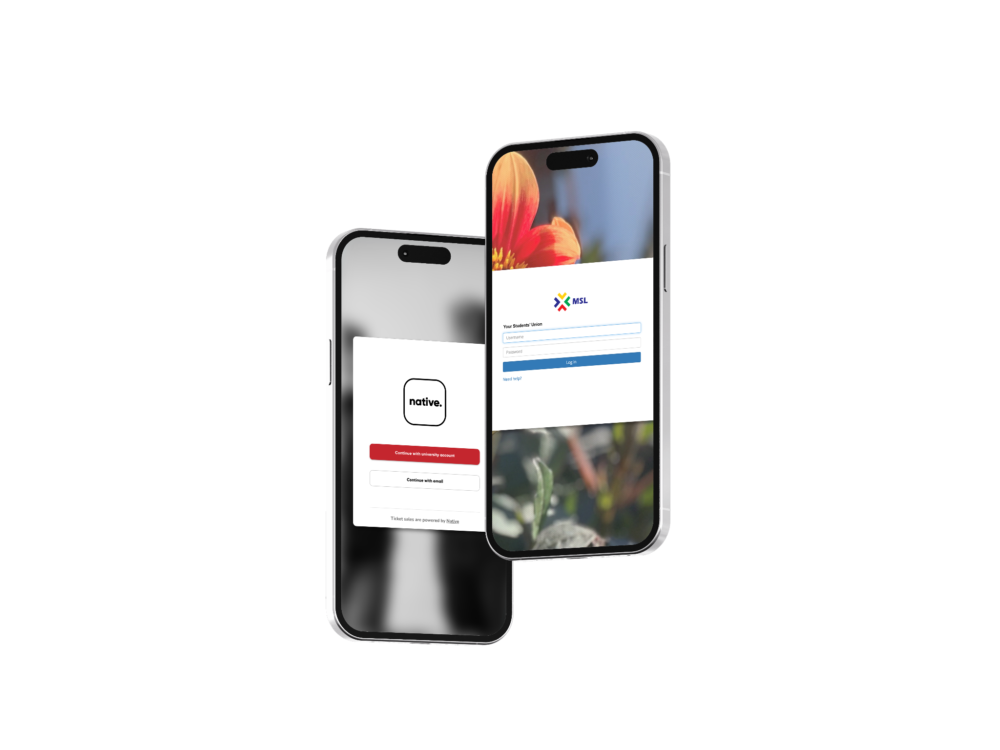 native.
Continue with university account
Continue with email
Ticket sales are powered by Native
MSL
Your Students' Union
Username
Password
Log in
Need help?